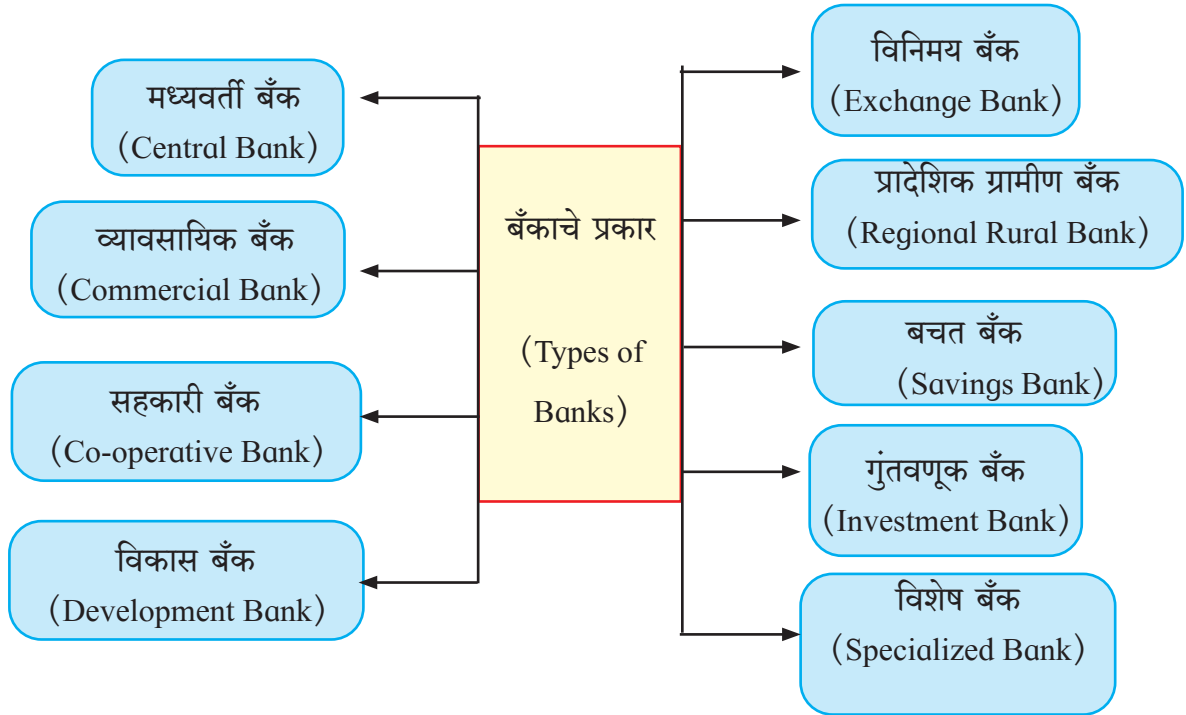 बँकाचे प्रकार
(Types of
Banks)
मध्यवर्ती बँक
(Central Bank)
व्यावसायिक बँक
(Commercial Bank)
सहकारी बँक
(Co-operative Bank)
विकास बँक
(Development Bank)
विनिमय बँक
(Exchange Bank)
प्रादेशिक ग्रामीण बँक
(Regional Rural Bank)
बचत बँक
(Savings Bank)
गुंतवणूक बँक
(Investment Bank)
विशेष बँक
(Specialized Bank)